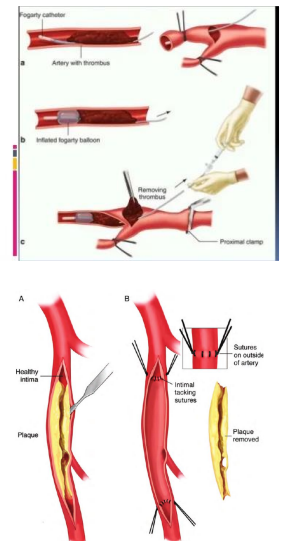 Fogarty catheter
Artery with thrombus
a
Inflated fogarty balloon
b
Removing
thrombus
Proximal clamp
c
A
B
Healthy
intima
Plaque
Intimal
tacking
sutures
Sutures
on outside
of artery
Plaque
removed